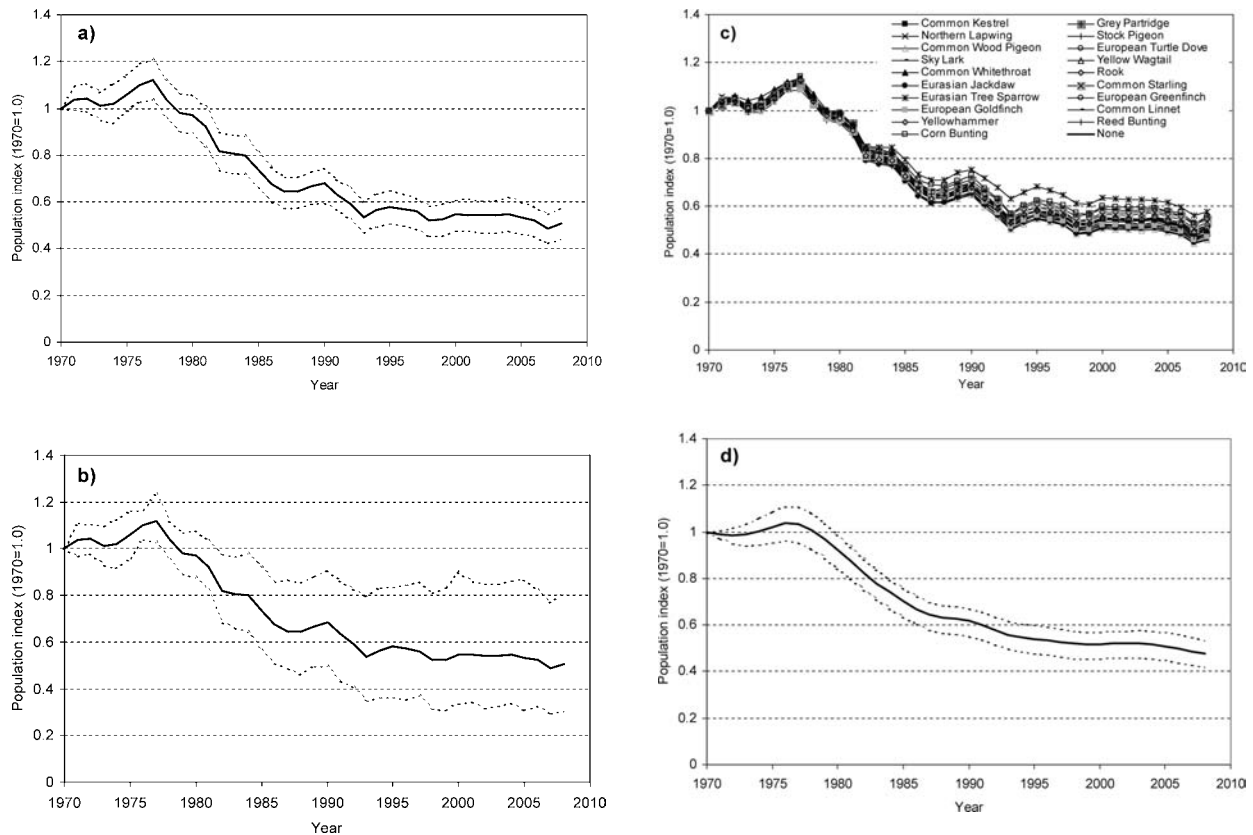 a)
Population index (1970=1.0)
1.4
1.2
1
0.8
0.6
0.4
0.2
0
1970 1975 1980 1985 1990 1995 2000 2005 2010
Year
c)
Common Kestrel Grey Partridge
Northern Lapwing Stock Pigeon
Common Wood Pigeon European Turtle Dove
Sky Lark Yellow Wagtail
Common Whitethroat Rook
Eurasian Jackdaw Common Starling
Eurasian Tree Sparrow European Greenfinch
European Goldfinch Common Linnet
Yellowhammer Reed Bunting
Corn Bunting None
Population index (1970=1.0)
1.4
1.2
1
0.8
0.6
0.4
0.2
0
1970 1975 1980 1985 1990 1995 2000 2005 2010
Year
b)
Population index (1970=1.0)
1.4
1.2
1
0.8
0.6
0.4
0.2
0
1970 1975 1980 1985 1990 1995 2000 2005 2010
Year
d)
Population index (1970=1.0)
1.4
1.2
1
0.8
0.6
0.4
0.2
0
1970 1975 1980 1985 1990 1995 2000 2005 2010
Year